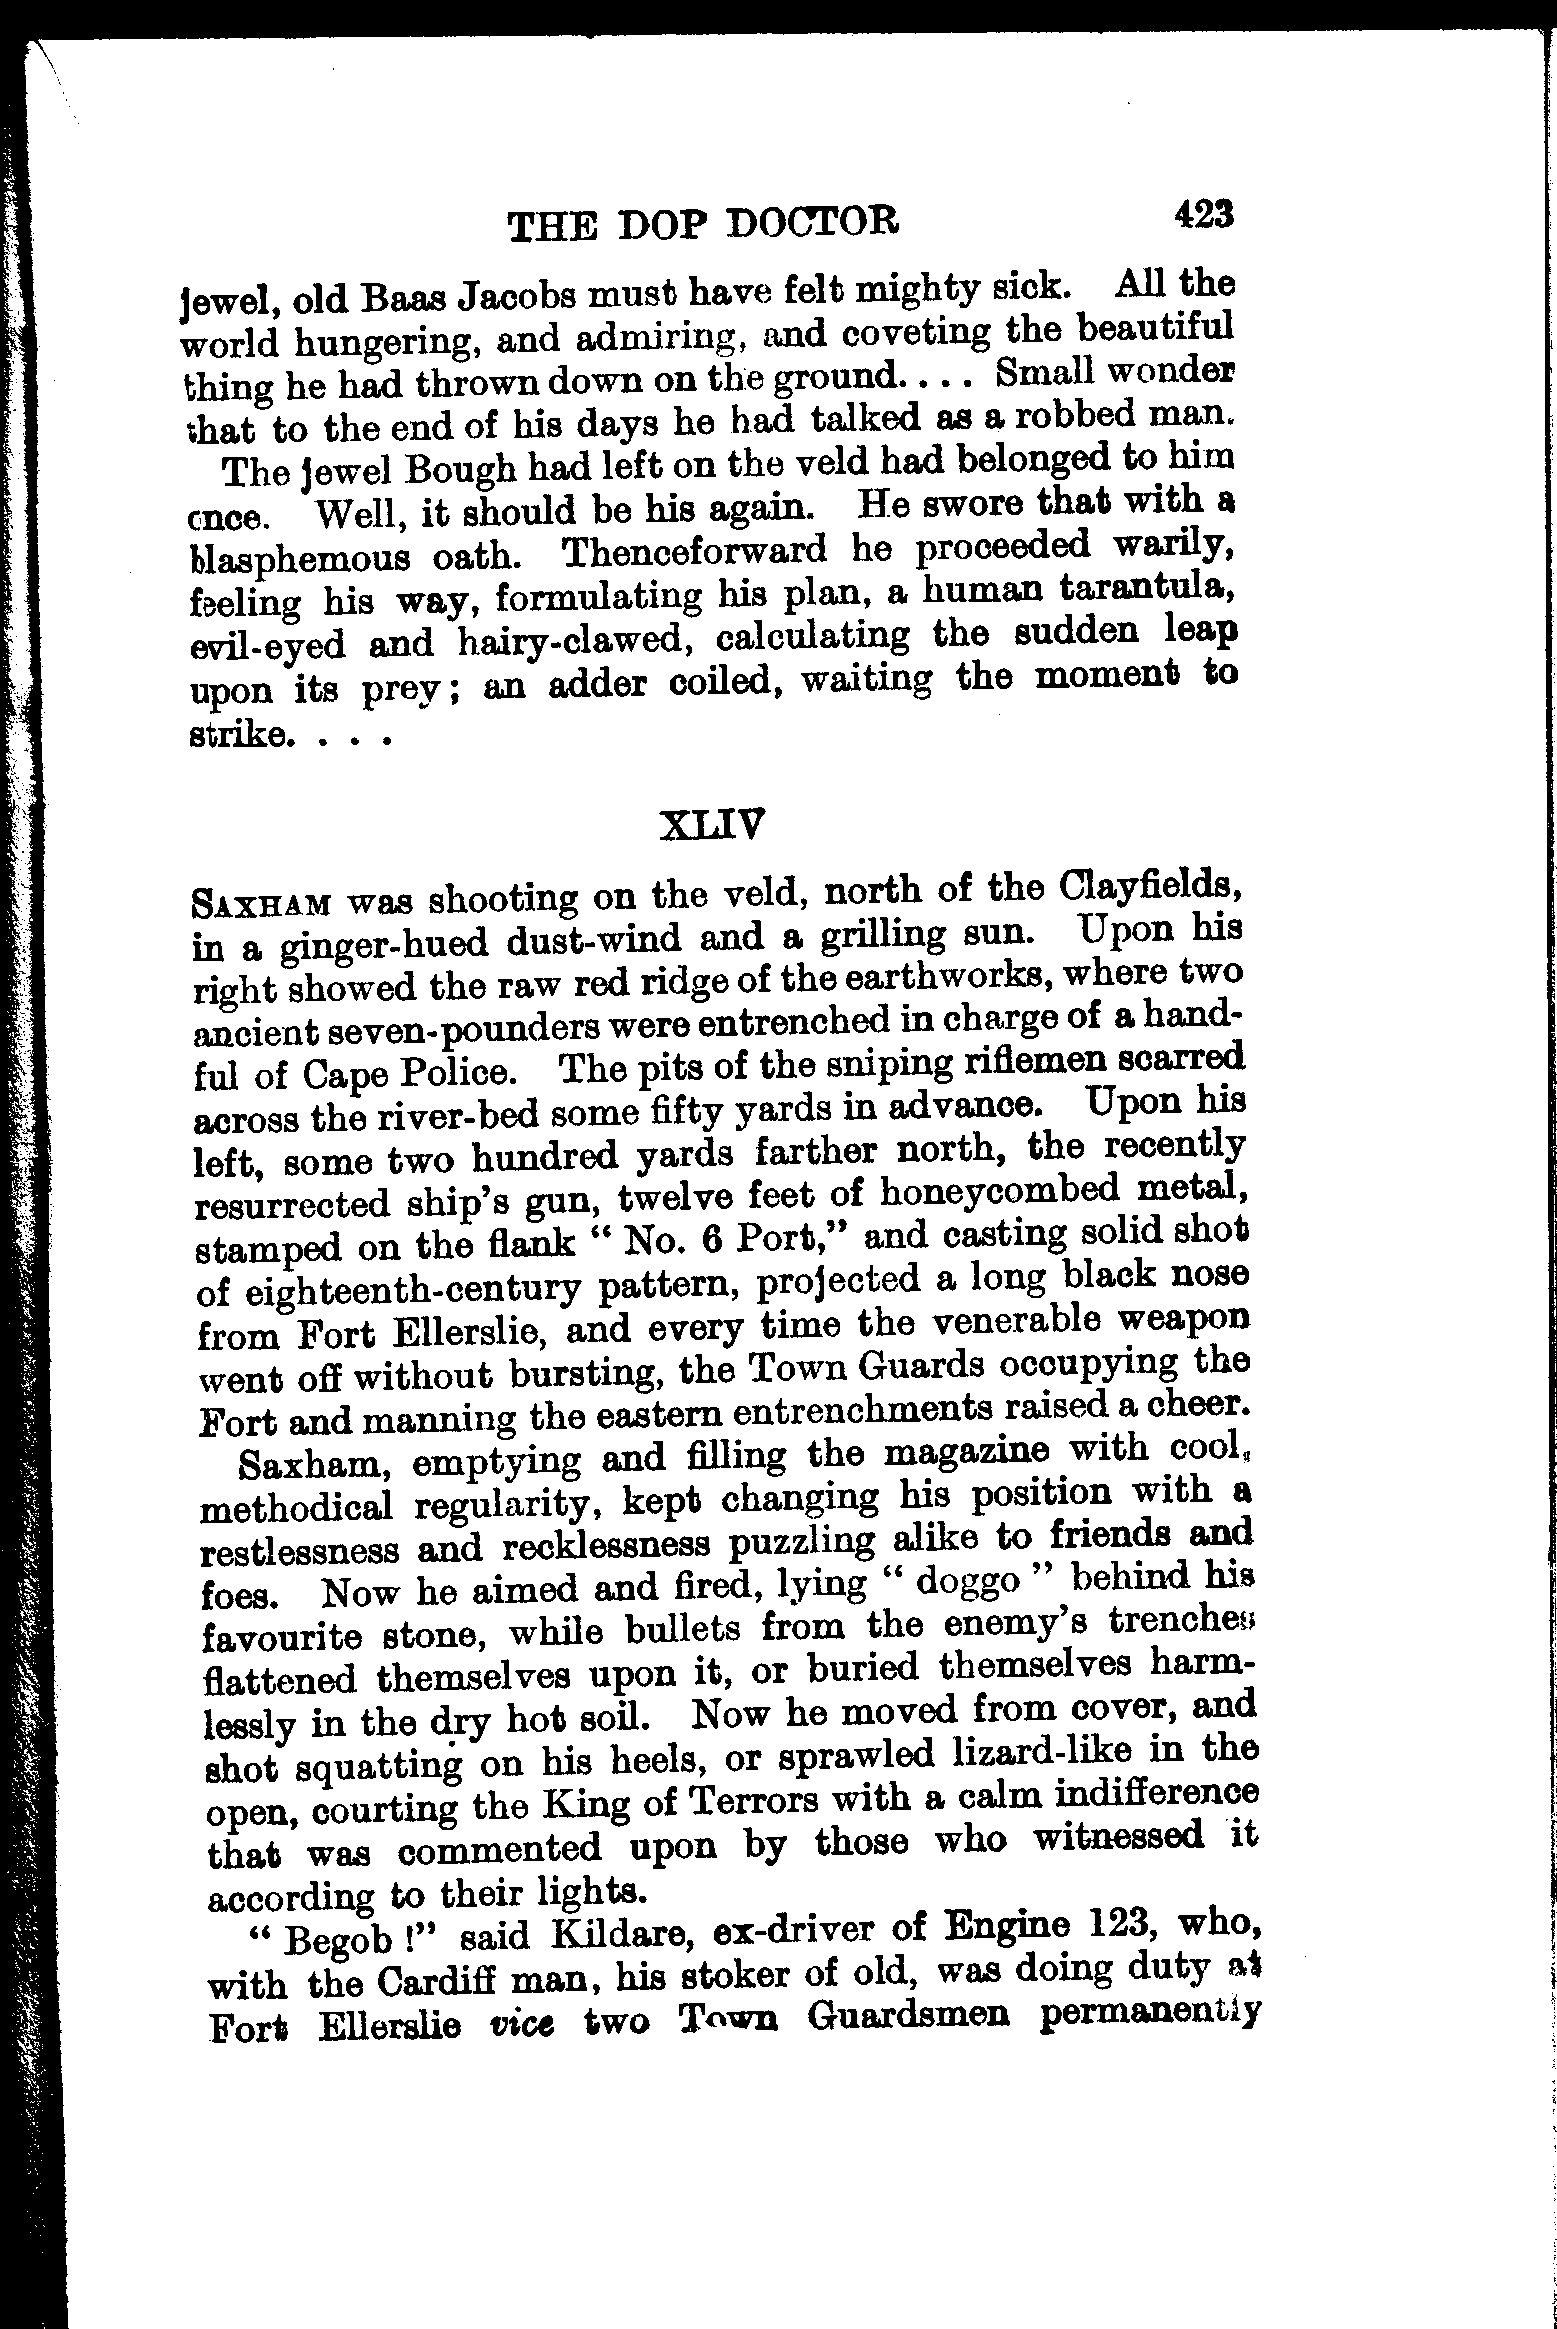 THE DOP DOCTOR 423
jewel, old Baas Jacobs must have felt mighty sick. All the
world hungering, and admiring, and coveting the beautiful
thing he had thrown down on the ground. . . . Small wonder
that to the end of his days he had talked as a robbed man.
The jewel Bough had left on the veld had belonged to him
once. Well, it should be his again. He swore that with a
blasphemous oath. Thenceforward he proceeded warily,
feeling his way, formulating his plan, a human tarantula,
evil-eyed and hairy-clawed, calculating the sudden leap
upon its prey; an adder coiled, waiting the moment to
strike. . . .
XLIV
SAXHAM was shooting on the veld, north of the Clayfields,
in a ginger-hued dust-wind and a grilling sun. Upon his
right showed the raw red ridge of the earthworks, where two
ancient seven-pounders were entrenched in charge of a hand-
ful of Cape Police. The pits of the sniping riflemen scarred
across the river-bed some fifty yards in advance. Upon his
left, some two hundred yards farther north, the recently
resurrected ship's gun, twelve feet of honeycombed metal,
stamped on the flank " No. 6 Port," and casting solid shot
of eighteenth-century pattern, projected a long black nose
from Fort Ellerslie, and every time the venerable weapon
went off without bursting, the Town Guards occupying the
Fort and manning the eastern entrenchments raised a cheer.
Saxham, emptying and filling the magazine with cool,
methodical regularity, kept changing his position with a
restlessness and recklessness puzzling alike to friends and
foes. Now he aimed and fired, lying " doggo " behind his
favourite stone, while bullets from the enemy's trenches
flattened themselves upon it, or buried themselves harm-
lessly in the dry hot soil. Now he moved from cover, and
shot squatting on his heels, or sprawled lizard-like in the
open, courting the King of Terrors with a calm indifference
that was commented upon by those who witnessed it
according to their lights.
" Begob !" said Kildare, ex-driver of Engine 123, who,
with the Cardiff man, his stoker of old, was doing duty at
Fort Ellerslie vice two Town Guardsmen permanently